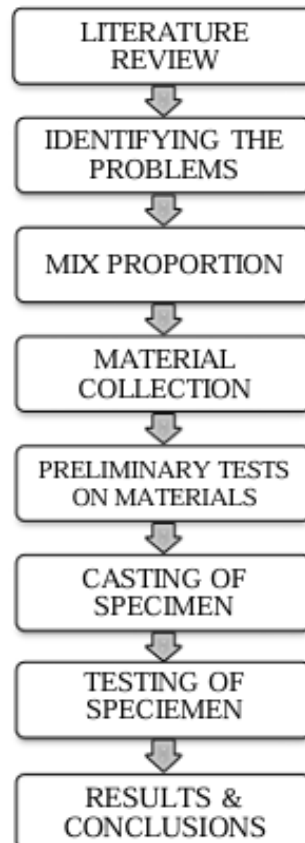 LITERATURE
REVIEW
IDENTIFYING THE
PROBLEMS
MIX PROPORTION
MATERIAL
COLLECTION
PRELIMINARY TESTS
ON MATERIALS
CASTING OF
SPECIMEN
TESTING OF
SPECIEMEN
RESULTS &
CONCLUSIONS